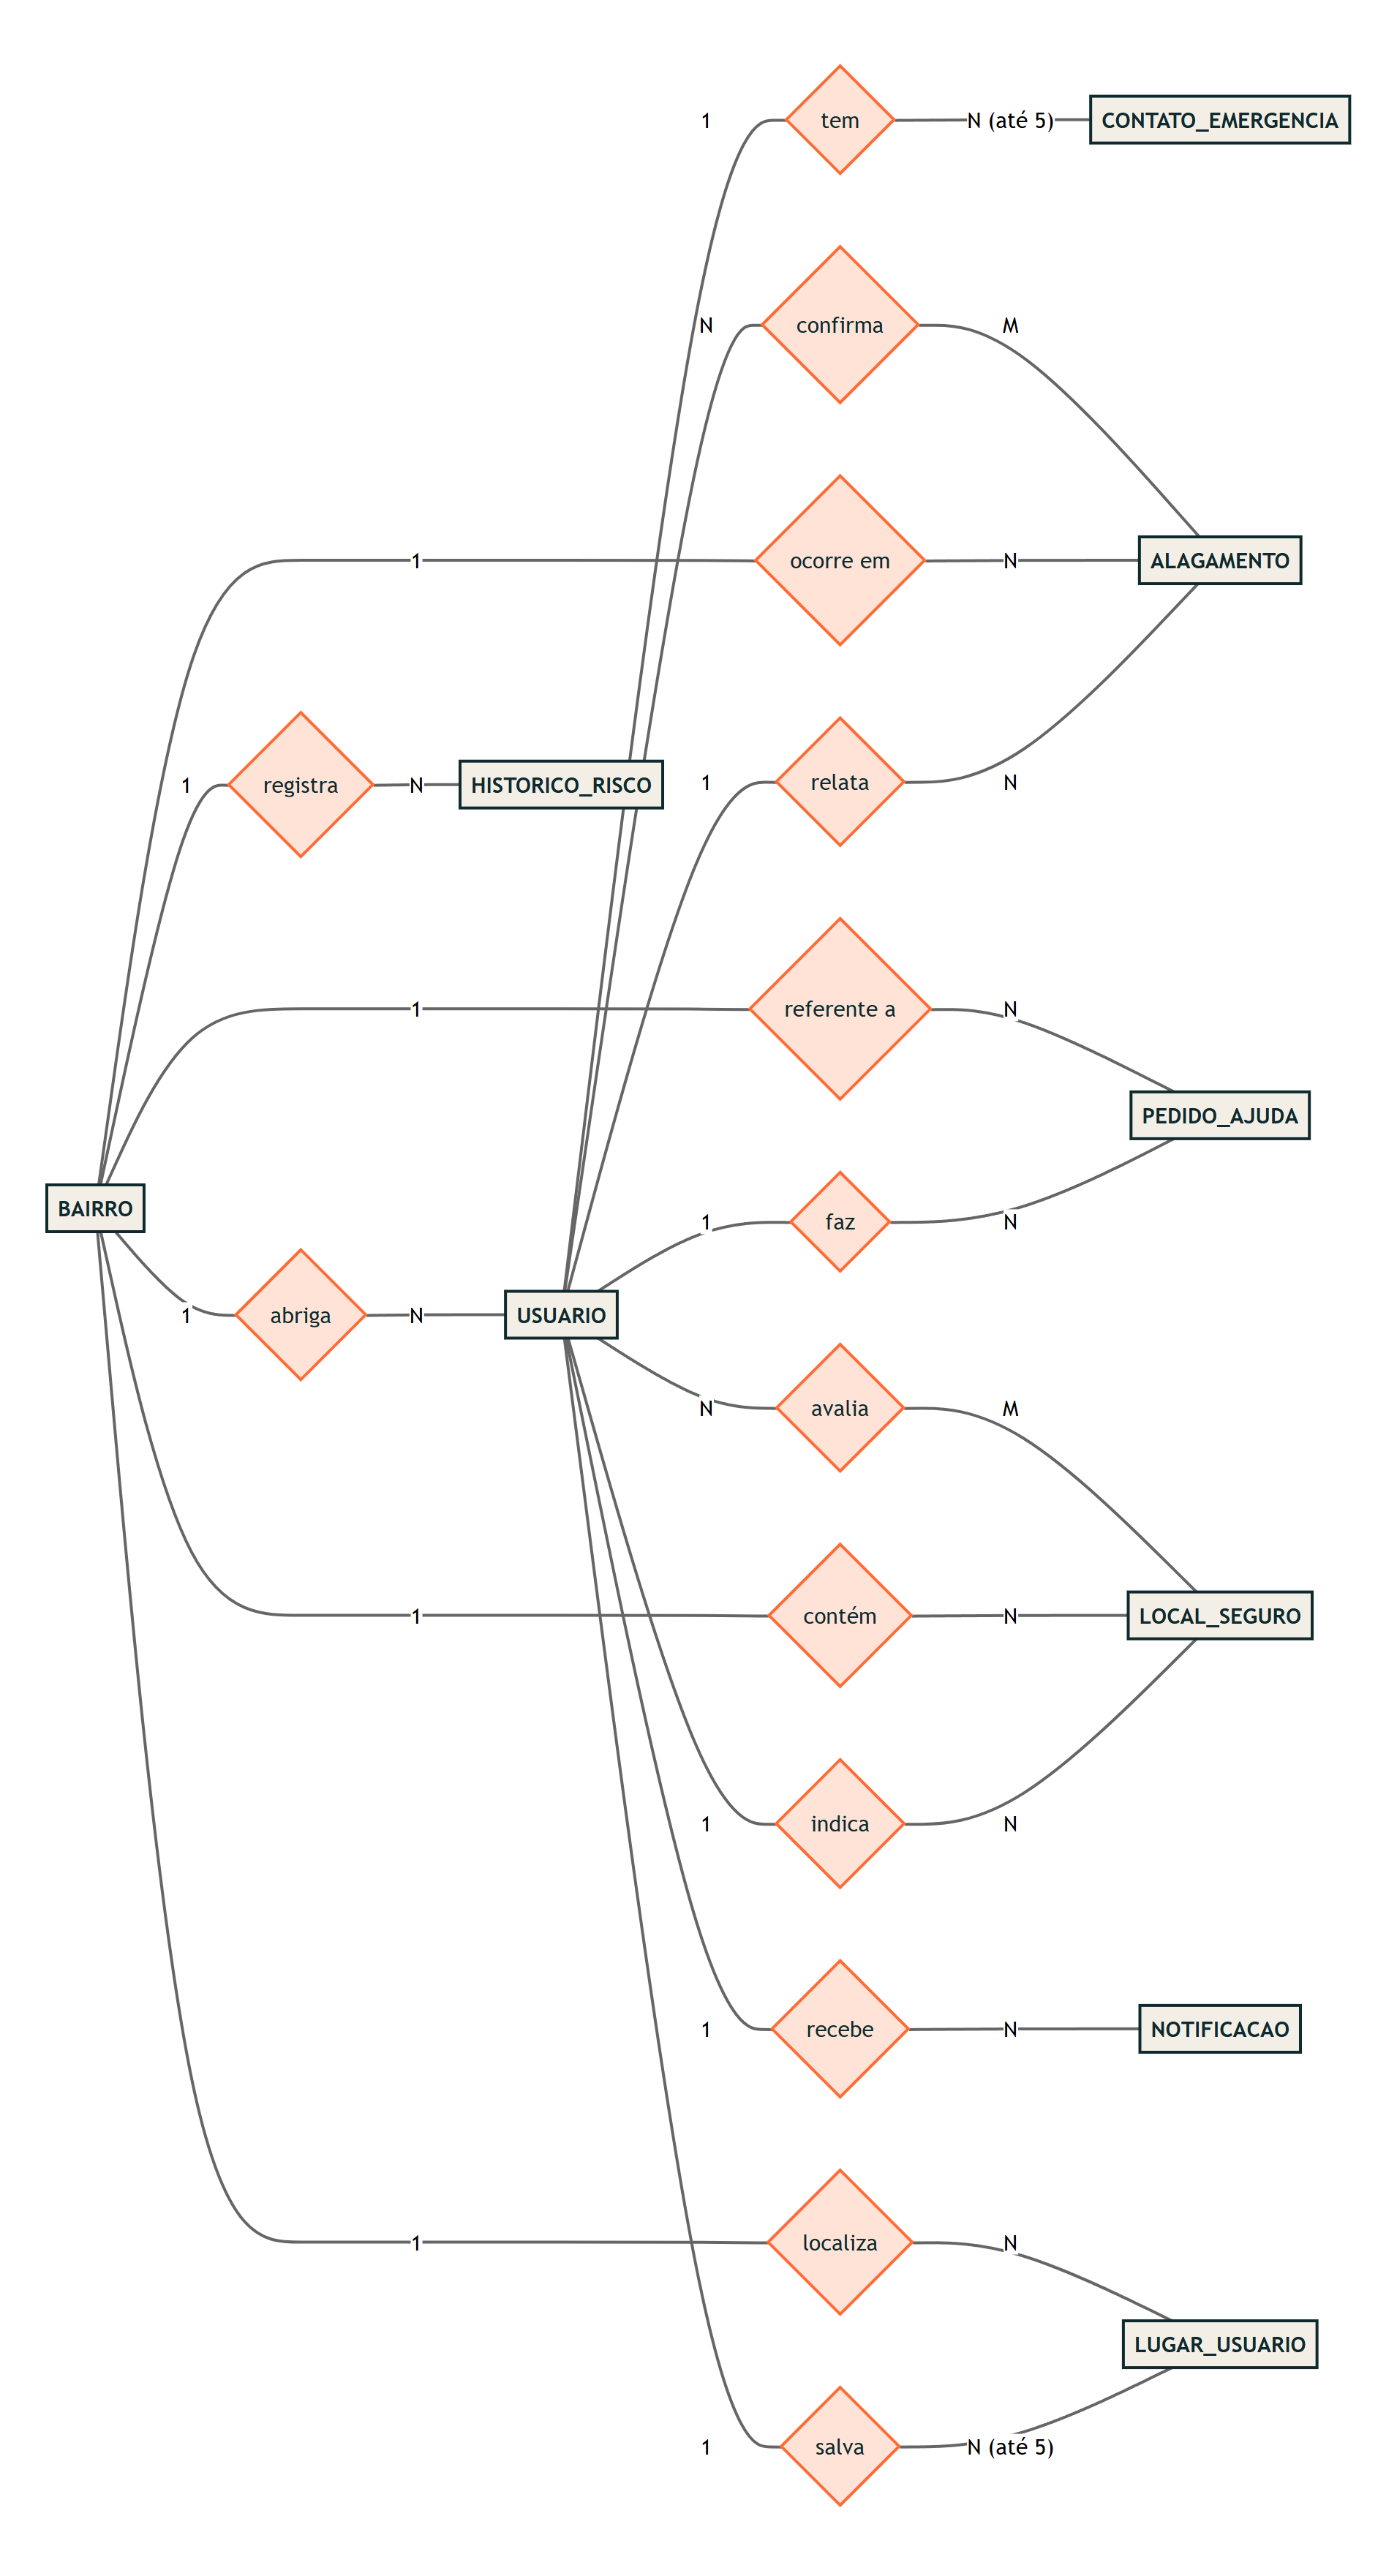 1 tem N (até 5) CONTATO_EMERGENCIA
N confirma M
1 ocorre em N ALAGAMENTO
1 registra N HISTORICO_RISCO 1 relata N
1 referente a N
PEDIDO_AJUDA
BAIRRO
1 faz N
1 abriga N USUARIO
N avalia M
1 contém N LOCAL_SEGURO
1 indica N
1 recebe N NOTIFICACAO
1 localiza N
LUGAR_USUARIO
1 salva N (até 5)